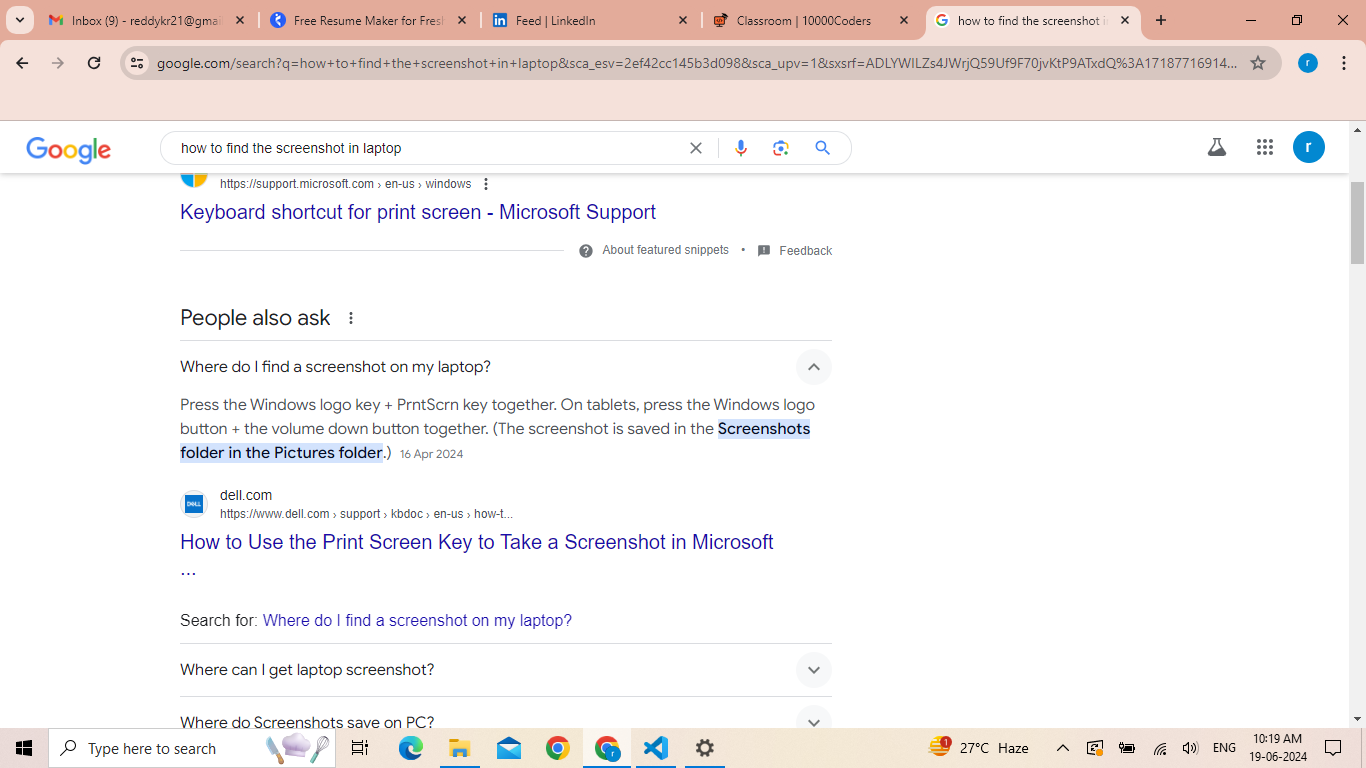 Inbox (9) - reddykr21@gmai
Free Resume Maker for Fresh
Feed | LinkedIn
Classroom | 10000Coders
how to find the screenshot in
google.com/search?q=how+to+find+the+screenshot+in+laptop&sca_esv=2ef42cc145b3d098&sca_upv=1&sxsrf=ADLYWILZs4JWrjQ59Uf9F70jvKtP9ATxdQ%3A17187716914...
r
Google
how to find the screenshot in laptop
r
https://support.microsoft.com › en-us › windows
Keyboard shortcut for print screen - Microsoft Support
About featured snippets • Feedback
People also ask
Where do I find a screenshot on my laptop?
Press the Windows logo key + PrntScrn key together. On tablets, press the Windows logo
button + the volume down button together. (The screenshot is saved in the Screenshots
folder in the Pictures folder.) 16 Apr 2024
DELL
dell.com
https://www.dell.com › support › kbdoc › en-us › how-t...
How to Use the Print Screen Key to Take a Screenshot in Microsoft
...
Search for: Where do I find a screenshot on my laptop?
Where can I get laptop screenshot?
Where do Screenshots save on PC?
Type here to search
r
1
27°C Haze
ENG
10:19 AM
19-06-2024